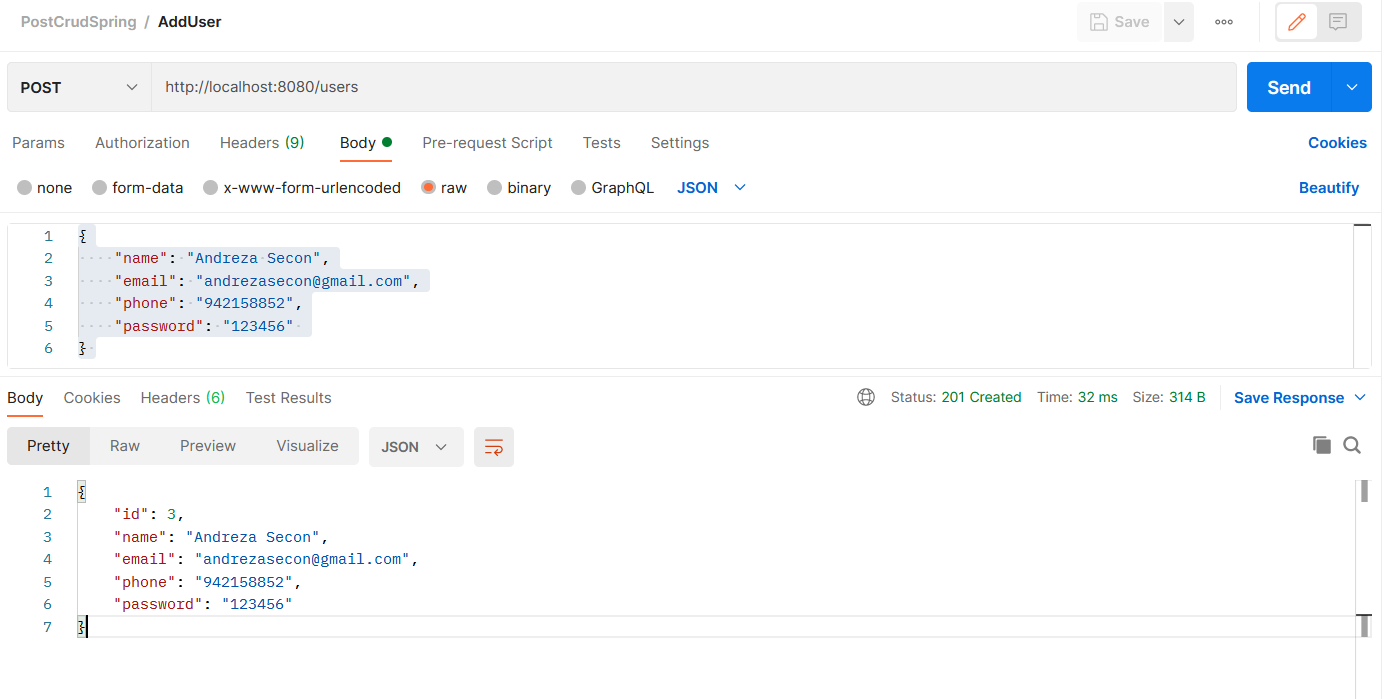 PostCrudSpring / AddUser
Save
POST
http://localhost:8080/users
Send
Params Authorization Headers (9) Body Pre-request Script Tests Settings Cookies
none form-data x-www-form-urlencoded raw binary GraphQL JSON Beautify
1 {
2 "name": "Andreza Secon",
3 "email": "andrezasecon@gmail.com",
4 "phone": "942158852",
5 "password": "123456"
6 }
Body Cookies Headers (6) Test Results Status: 201 Created Time: 32 ms Size: 314 B Save Response
Pretty Raw Preview Visualize JSON
1 {
2 "id": 3,
3 "name": "Andreza Secon",
4 "email": "andrezasecon@gmail.com",
5 "phone": "942158852",
6 "password": "123456"
7 }